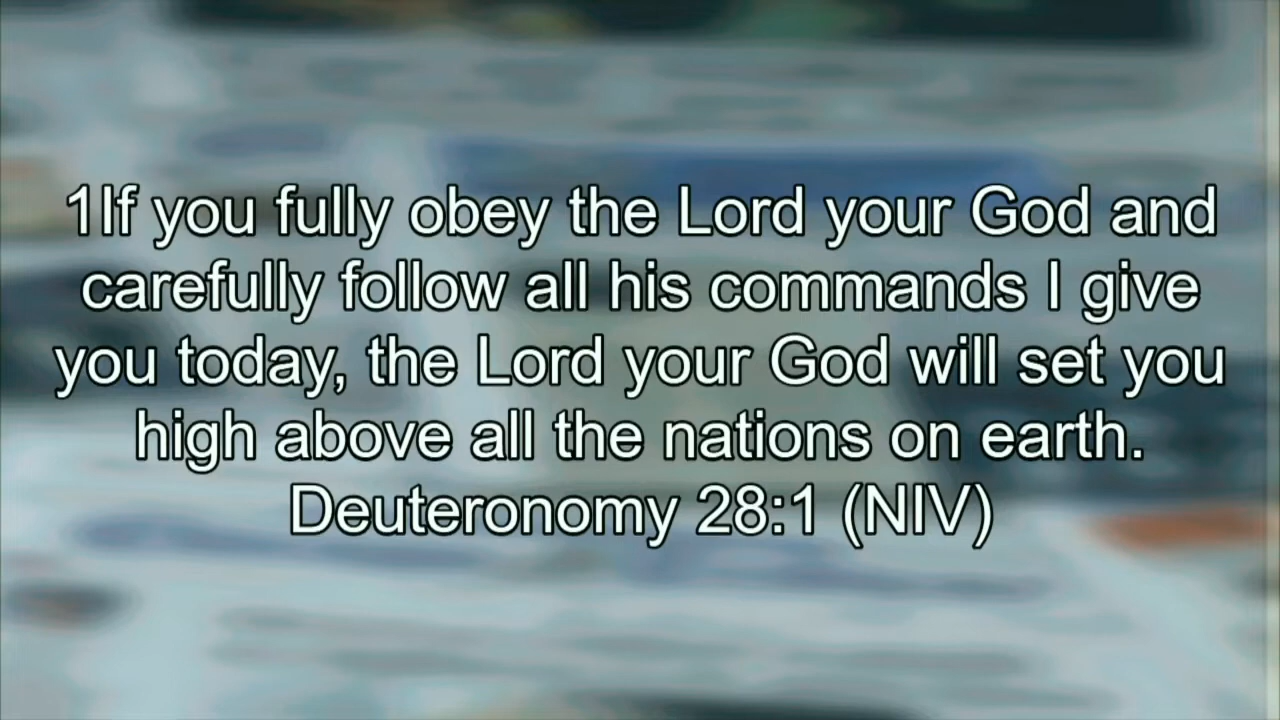 1If you fully obey the Lord your God and
carefully follow all his commands I give
you today, the Lord your God will set you
high above all the nations on earth.
Deuteronomy 28:1 (NIV)